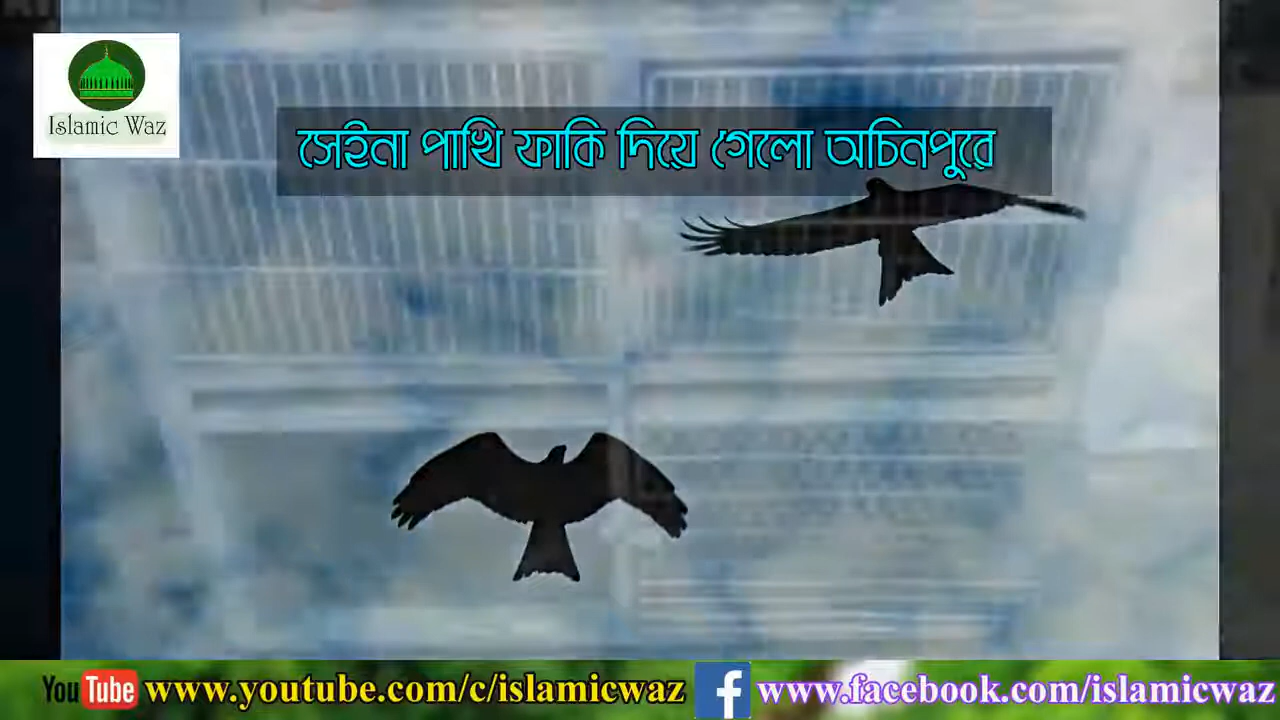 Islamic Waz
সেইনা পাখি ফাকি দিয়ে গেলো অচিনপুরে
YouTube www.youtube.com/c/islamicwaz f www.facebook.com/islamicwaz